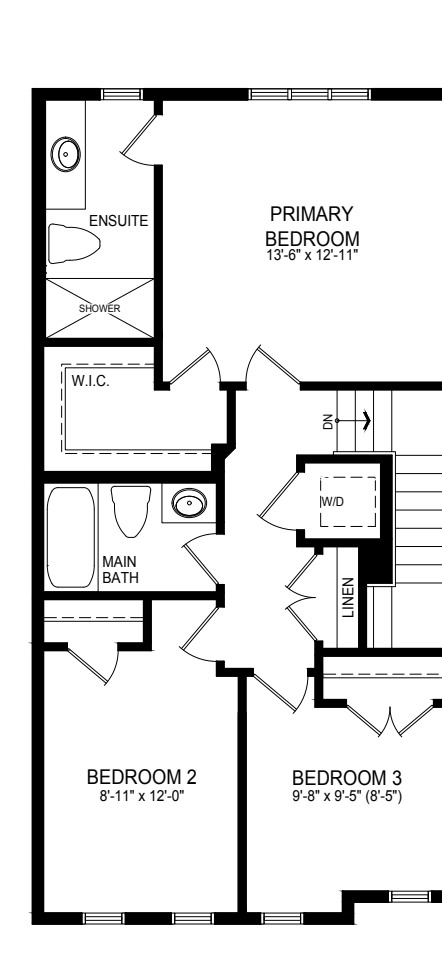 ENSUITE
PRIMARY
BEDROOM
13'-6" x 12'-11"
SHOWER
W.I.C.
DN
W/D
MAIN
BATH
LINEN
BEDROOM 2
8'-11" x 12'-0"
BEDROOM 3
9'-8" x 9'-5" (8'-5")